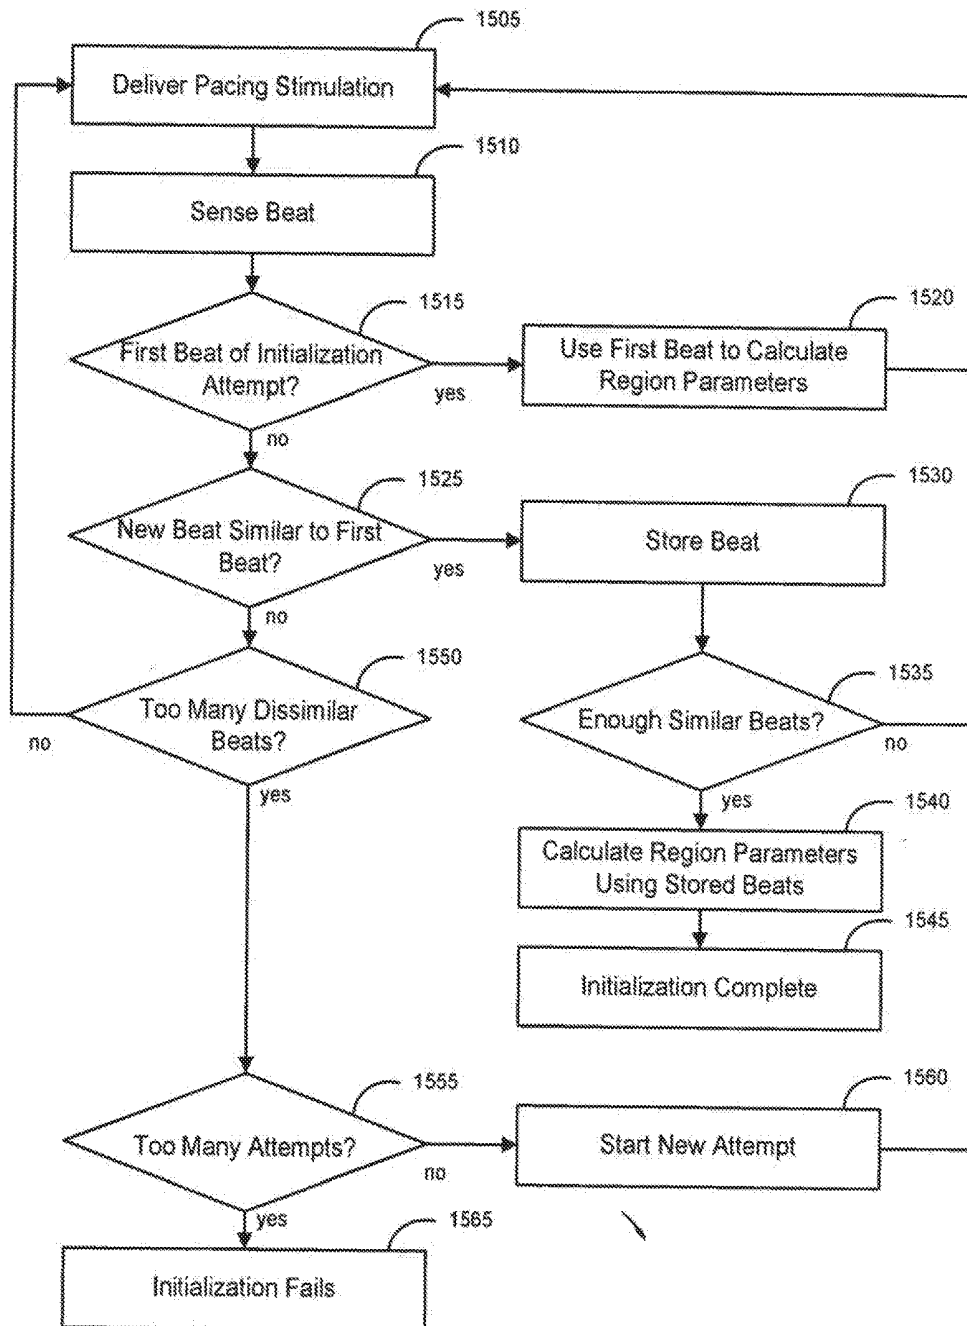 1505
Deliver Pacing Stimulation
1510
Sense Beat
1515
First Beat of Initialization
Attempt?
yes
no
1520
Use First Beat to Calculate
Region Parameters
1525
New Beat Similar to First
Beat?
yes
no
1530
Store Beat
1550
Too Many Dissimilar
Beats?
no
yes
1535
Enough Similar Beats?
no
yes
1540
Calculate Region Parameters
Using Stored Beats
1545
Initialization Complete
1555
Too Many Attempts?
no
yes
1560
Start New Attempt
1565
Initialization Fails